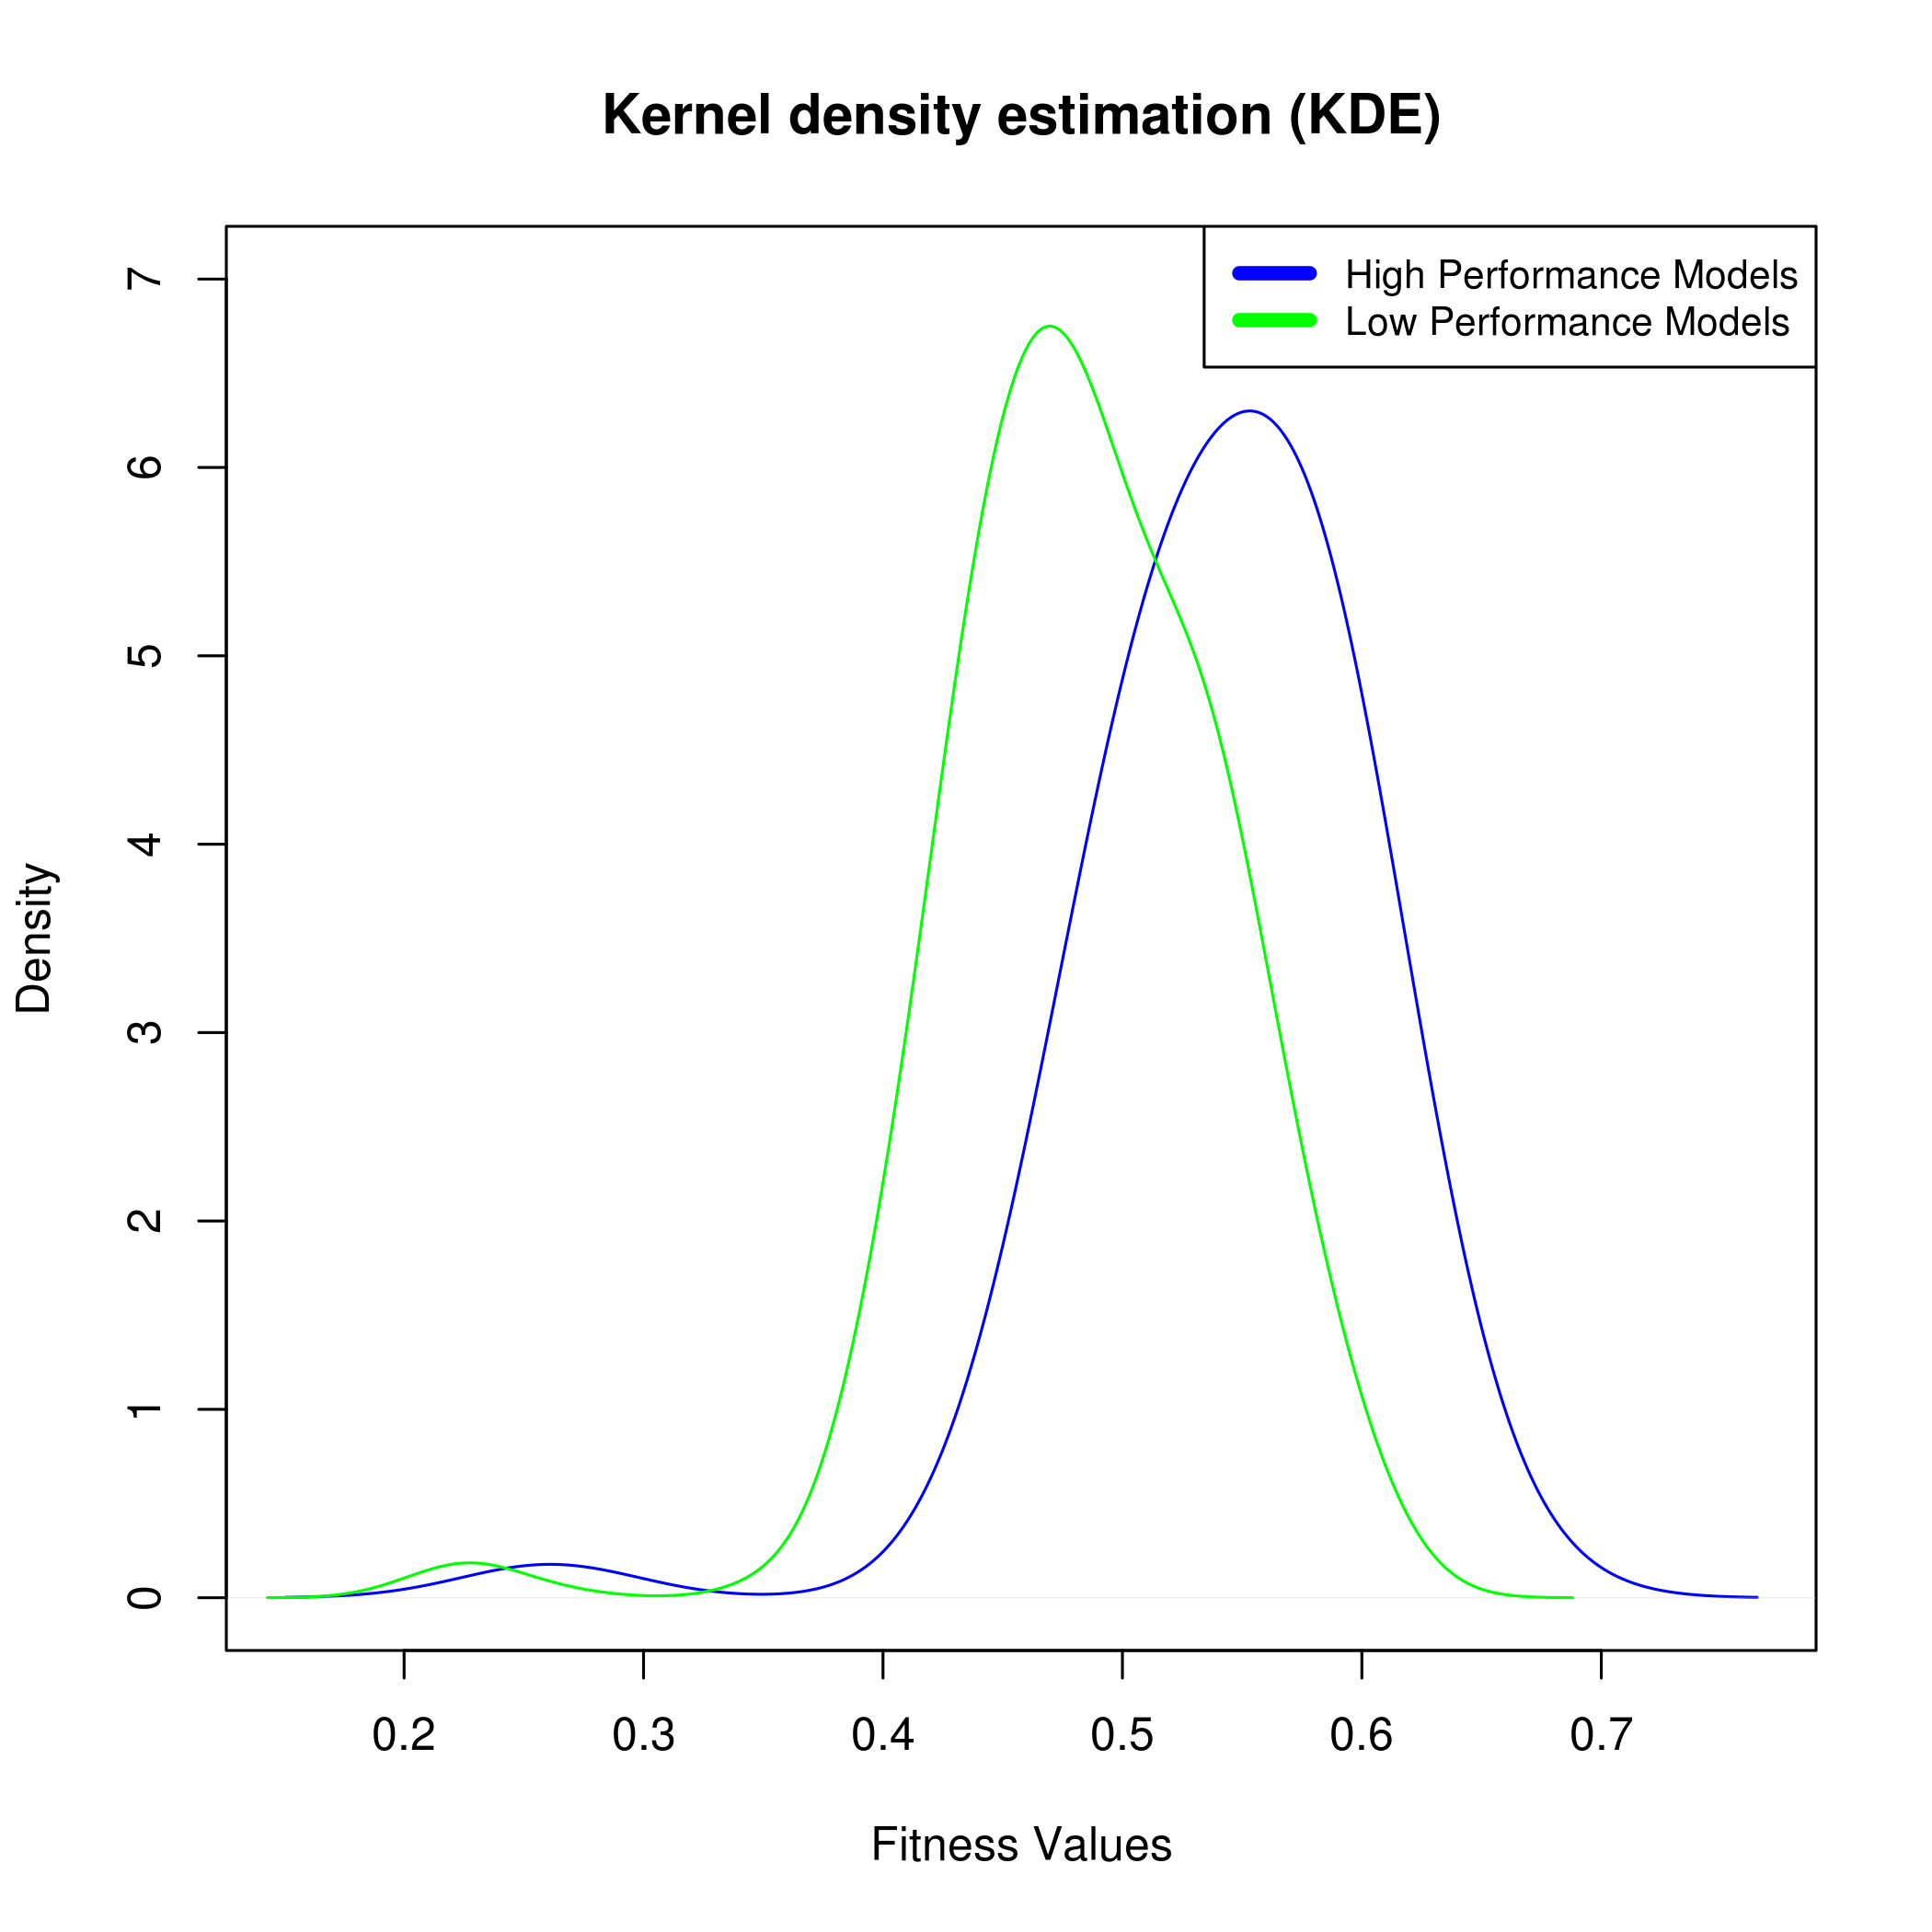 Kernel density estimation (KDE)
High Performance Models
Low Performance Models
7
6
5
4
3
2
1
0
Density
0.2 0.3 0.4 0.5 0.6 0.7
Fitness Values